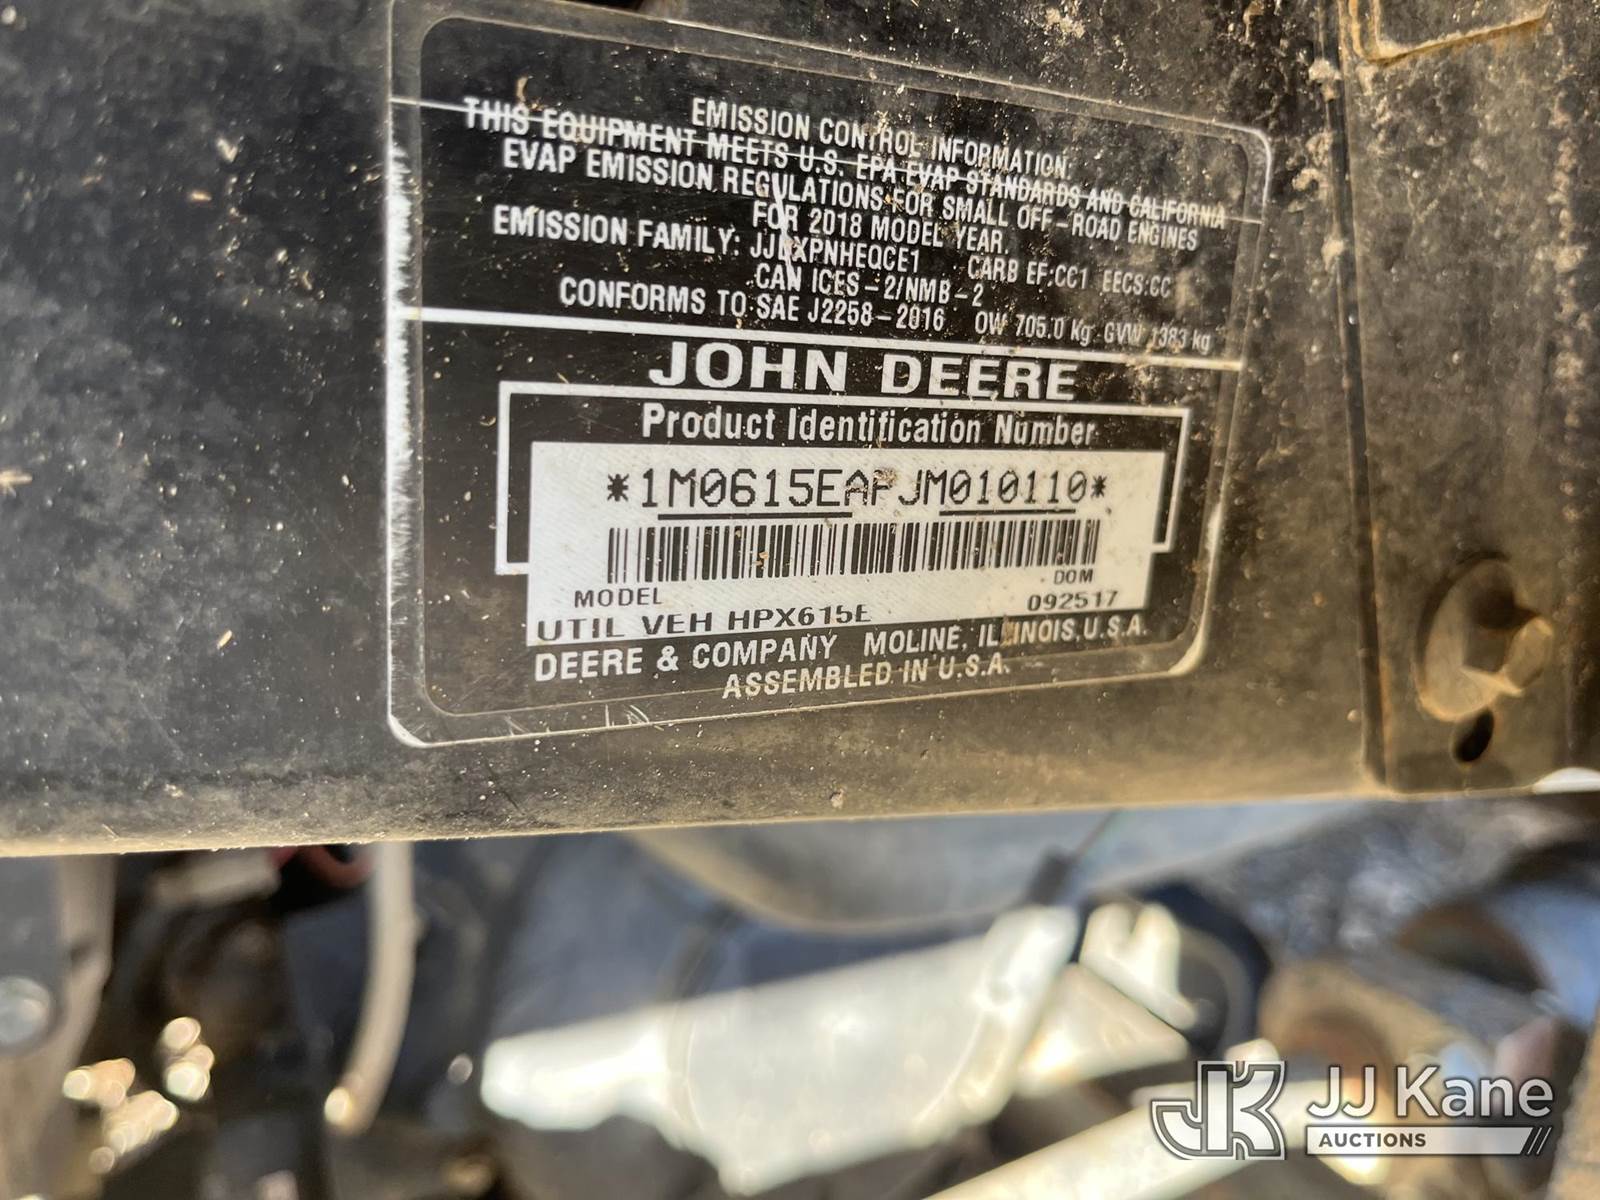 EMISSION CONTROL INFORMATION:
THIS EQUIPMENT MEETS U.S. EPA EVAP STANDARDS AND CALIFORNIA
EVAP EMISSION REGULATIONS FOR SMALL OFF-ROAD ENGINES
FOR 2018 MODEL YEAR.
EMISSION FAMILY: CARB EF:CC1 EECS:CC
CAN ICES-2/NMB-2
CONFORMS TO SAE J2258-2016 OW 705.0 kg GVW 1383 kg
JOHN DEERE
Product Identification Number
*1M0615EAPJM010110*
DOM
MODEL 092517
UTIL VEH HPX615E
DEERE & COMPANY MOLINE, ILLINOIS, U.S.A.
ASSEMBLED IN U.S.A.
JK JJ Kane
AUCTIONS